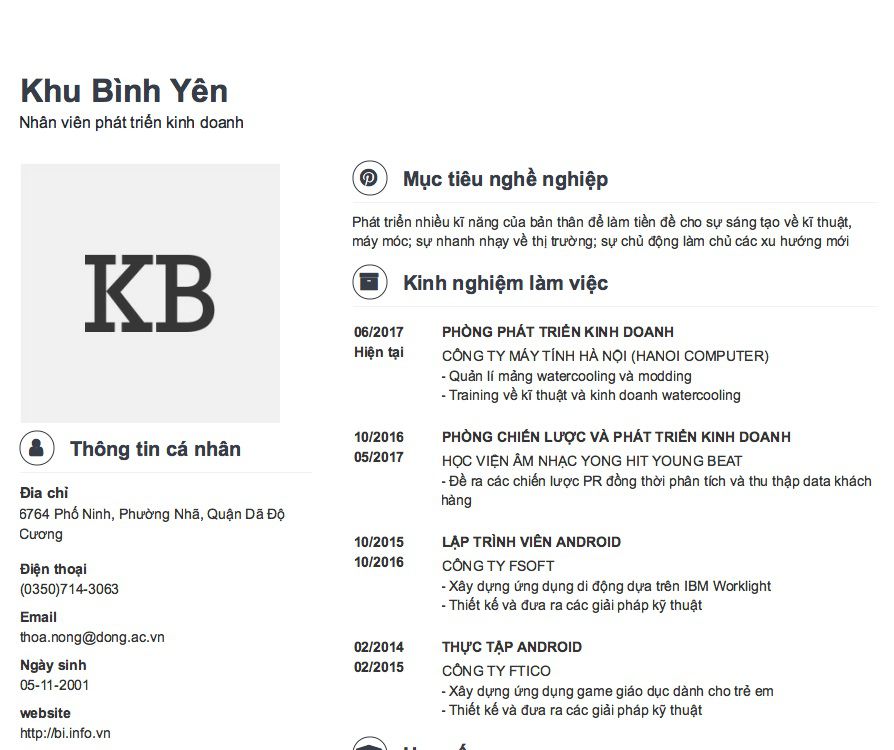 Khu Bình Yên
Nhân viên phát triển kinh doanh
KB
Thông tin cá nhân
Đia chỉ
6764 Phố Ninh, Phường Nhã, Quận Dã Độ
Cương
Điện thoại
(0350)714-3063
Email
thoa.nong@dong.ac.vn
Ngày sinh
05-11-2001
website
http://bi.info.vn
Mục tiêu nghề nghiệp
Phát triển nhiều kĩ năng của bản thân để làm tiền đề cho sự sáng tạo về kĩ thuật,
máy móc; sự nhanh nhạy về thị trường; sự chủ động làm chủ các xu hướng mới
Kinh nghiệm làm việc
06/2017 PHÒNG PHÁT TRIỂN KINH DOANH
Hiện tại CÔNG TY MÁY TÍNH HÀ NỘI (HANOI COMPUTER)
- Quản lí mảng watercooling và modding
- Training về kĩ thuật và kinh doanh watercooling
10/2016 PHÒNG CHIẾN LƯỢC VÀ PHÁT TRIỂN KINH DOANH
05/2017 HỌC VIỆN ÂM NHẠC YONG HIT YOUNG BEAT
- Đề ra các chiến lược PR đồng thời phân tích và thu thập data khách
hàng
10/2015 LẬP TRÌNH VIÊN ANDROID
10/2016 CÔNG TY FSOFT
- Xây dựng ứng dụng di động dựa trên IBM Worklight
- Thiết kế và đưa ra các giải pháp kỹ thuật
02/2014 THỰC TẬP ANDROID
02/2015 CÔNG TY FTICO
- Xây dựng ứng dụng game giáo dục dành cho trẻ em
- Thiết kế và đưa ra các giải pháp kỹ thuật